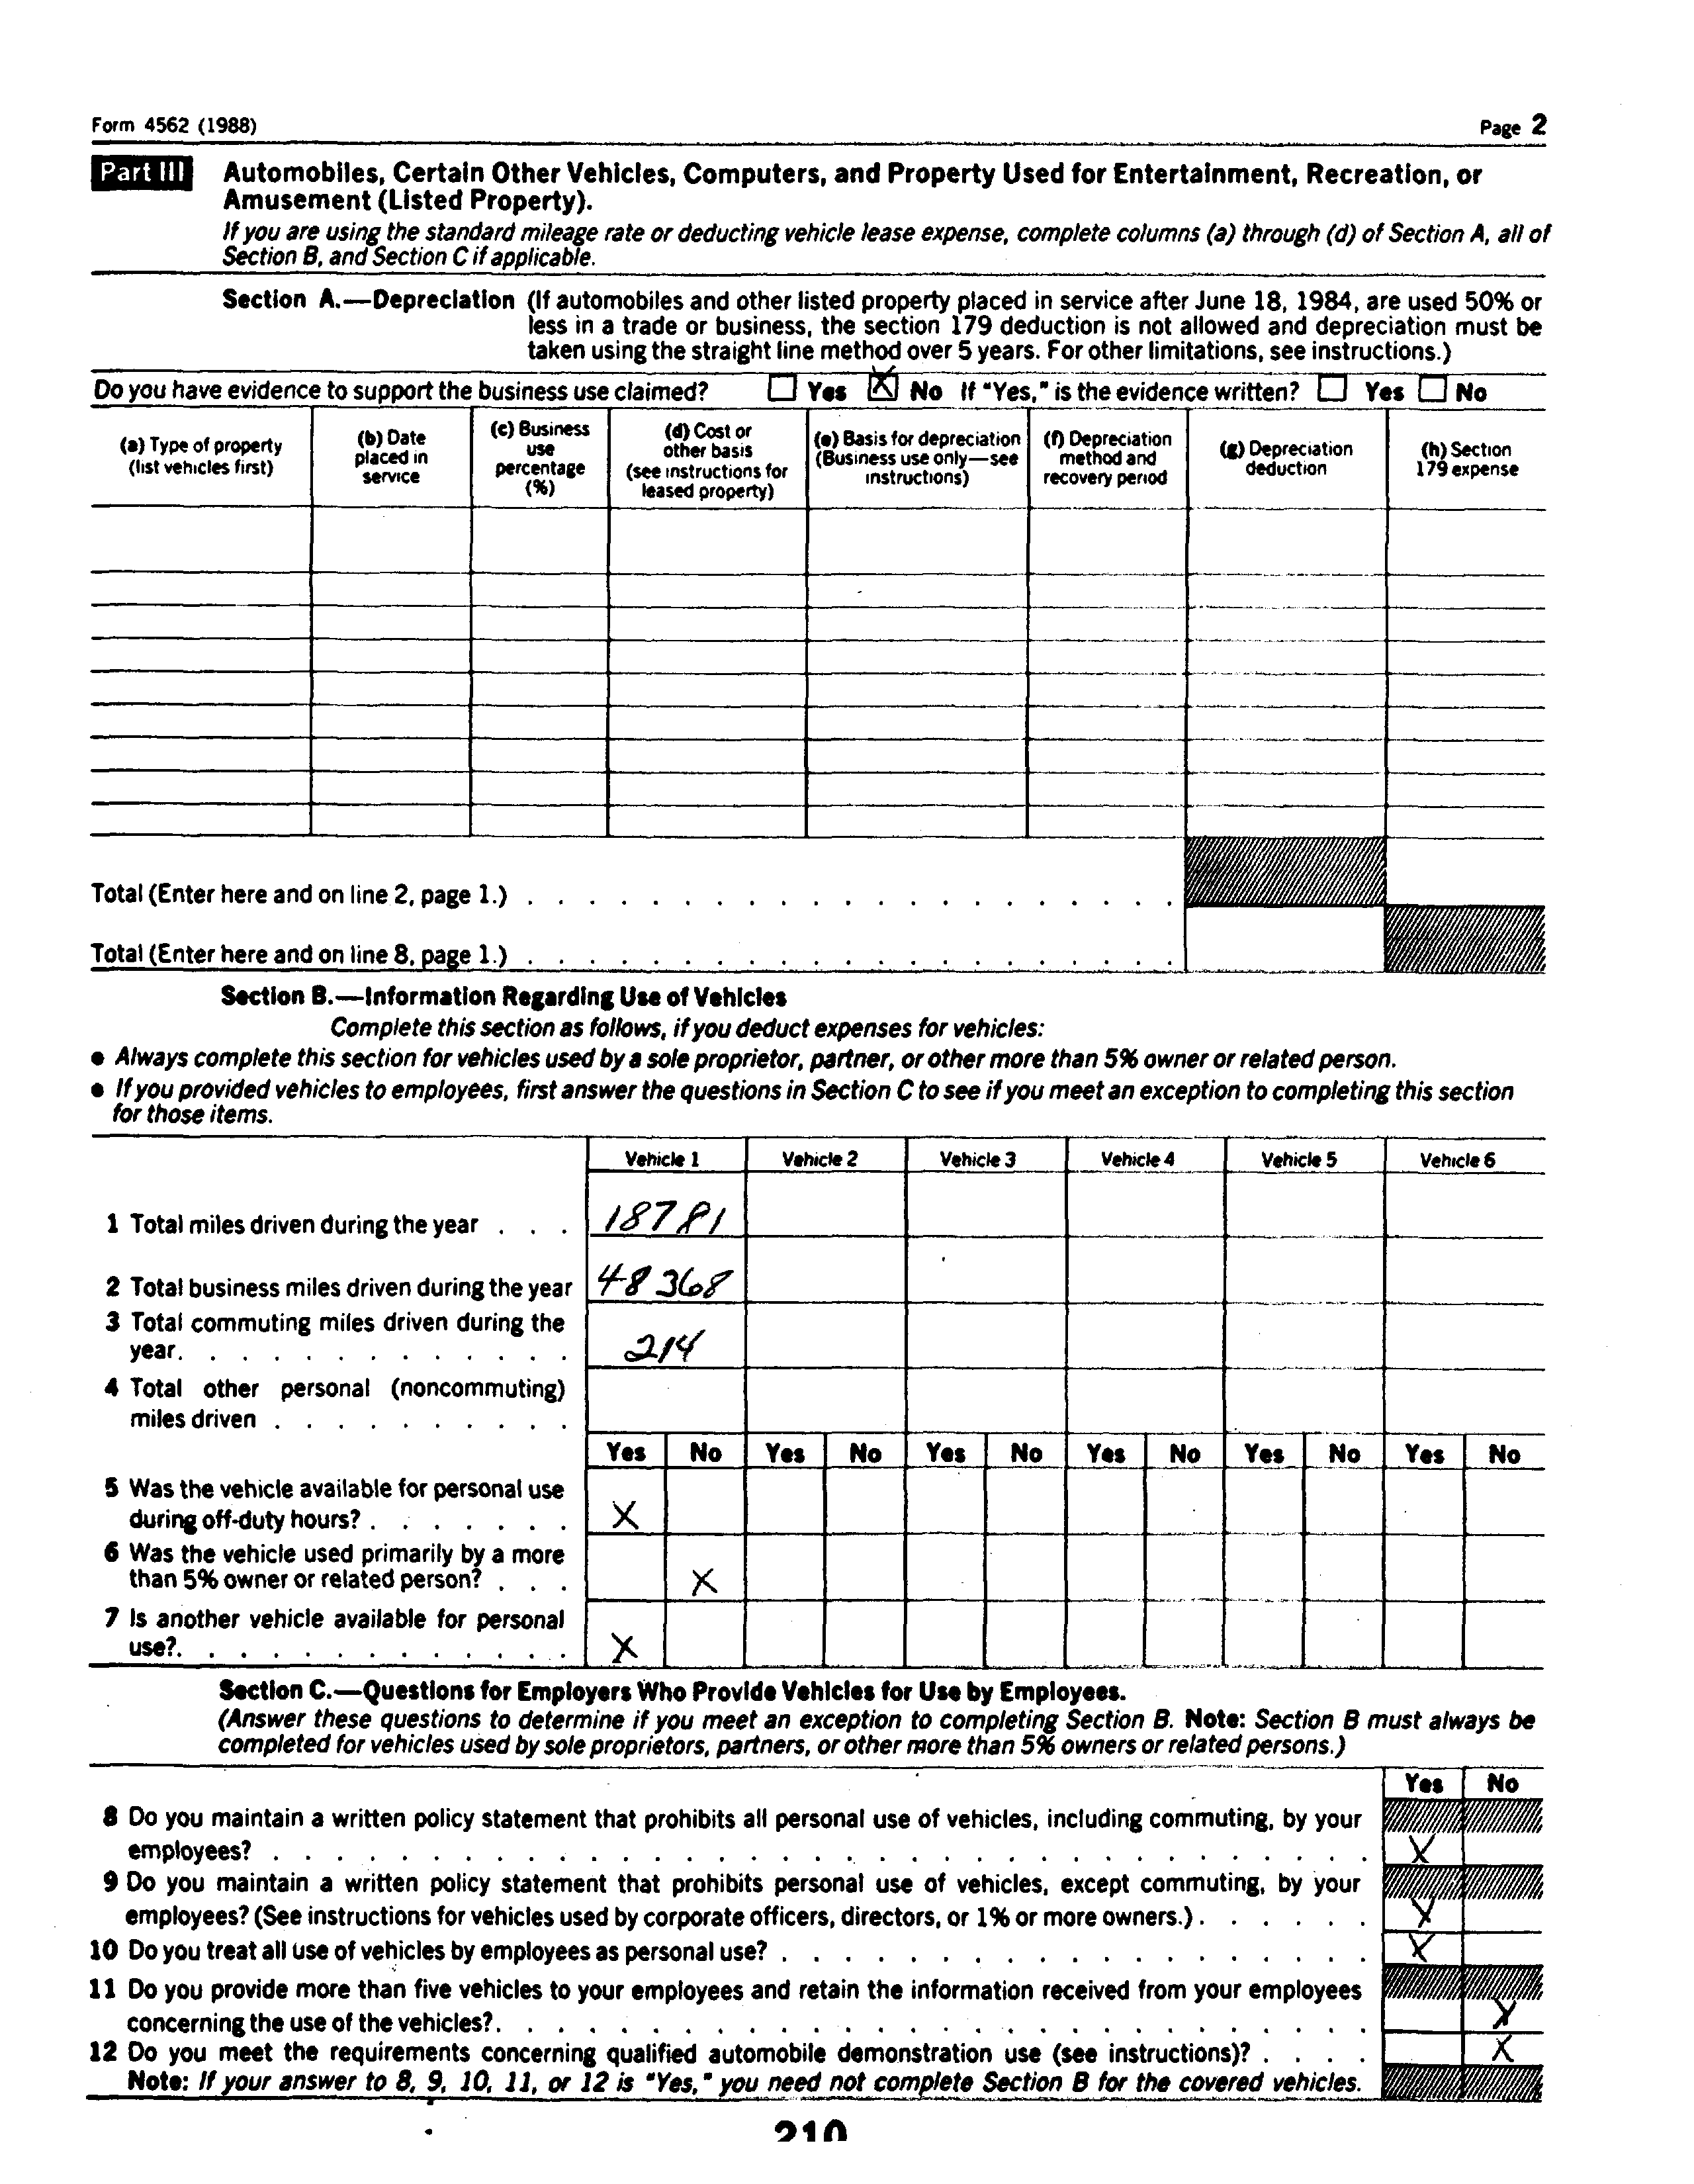 Form 4562 (1988) Page 2
Part III Automobiles, Certain Other Vehicles, Computers, and Property Used for Entertainment, Recreation, or
Amusement (Listed Property).
If you are using the standard mileage rate or deducting vehicle lease expense, complete columns (a) through (d) of Section A, all of
Section B, and Section C if applicable.
Section A.—Depreciation (If automobiles and other listed property placed in service after June 18, 1984, are used 50% or
less in a trade or business, the section 179 deduction is not allowed and depreciation must be
taken using the straight line method over 5 years. For other limitations, see instructions.)
Do you have evidence to support the business use claimed? ☐ Yes ☒ No If "Yes," is the evidence written? ☐ Yes ☐ No
(a) Type of property
(list vehicles first)
(b) Date
placed in
service
(c) Business
use
percentage
(%)
(d) Cost or
other basis
(see instructions for
leased property)
(e) Basis for depreciation
(Business use only—see
instructions)
(f) Depreciation
method and
recovery period
(g) Depreciation
deduction
(h) Section
179 expense
Total (Enter here and on line 2, page 1.) . . . . . . . . . . . . . . . . . . . . .
Total (Enter here and on line 8, page 1.) . . . . . . . . . . . . . . . . . . . . .
Section B.—Information Regarding Use of Vehicles
Complete this section as follows, if you deduct expenses for vehicles:
● Always complete this section for vehicles used by a sole proprietor, partner, or other more than 5% owner or related person.
● If you provided vehicles to employees, first answer the questions in Section C to see if you meet an exception to completing this section
for those items.
Vehicle 1 Vehicle 2 Vehicle 3 Vehicle 4 Vehicle 5 Vehicle 6
1 Total miles driven during the year . . . 18781
2 Total business miles driven during the year 48368
3 Total commuting miles driven during the
year. . . . . . . . . . . . . . 214
4 Total other personal (noncommuting)
miles driven . . . . . . . . . .
Yes No Yes No Yes No Yes No Yes No Yes No
5 Was the vehicle available for personal use
during off-duty hours? . . . . . . . X
6 Was the vehicle used primarily by a more
than 5% owner or related person? . . . X
7 Is another vehicle available for personal
use?. . . . . . . . . . . . . X
Section C.—Questions for Employers Who Provide Vehicles for Use by Employees.
(Answer these questions to determine if you meet an exception to completing Section B. Note: Section B must always be
completed for vehicles used by sole proprietors, partners, or other more than 5% owners or related persons.)
Yes No
8 Do you maintain a written policy statement that prohibits all personal use of vehicles, including commuting, by your
employees? . . . . . . . . . . . . . . . . . . . . . . . . . . . . . . . . . . . X
9 Do you maintain a written policy statement that prohibits personal use of vehicles, except commuting, by your
employees? (See instructions for vehicles used by corporate officers, directors, or 1% or more owners.) . . . . . . X
10 Do you treat all use of vehicles by employees as personal use? . . . . . . . . . . . . . . . . . . . X
11 Do you provide more than five vehicles to your employees and retain the information received from your employees
concerning the use of the vehicles?. . . . . . . . . . . . . . . . . . . . . . . . . . . . X
12 Do you meet the requirements concerning qualified automobile demonstration use (see instructions)? . . . . X
Note: If your answer to 8, 9, 10, 11, or 12 is "Yes," you need not complete Section B for the covered vehicles.
210